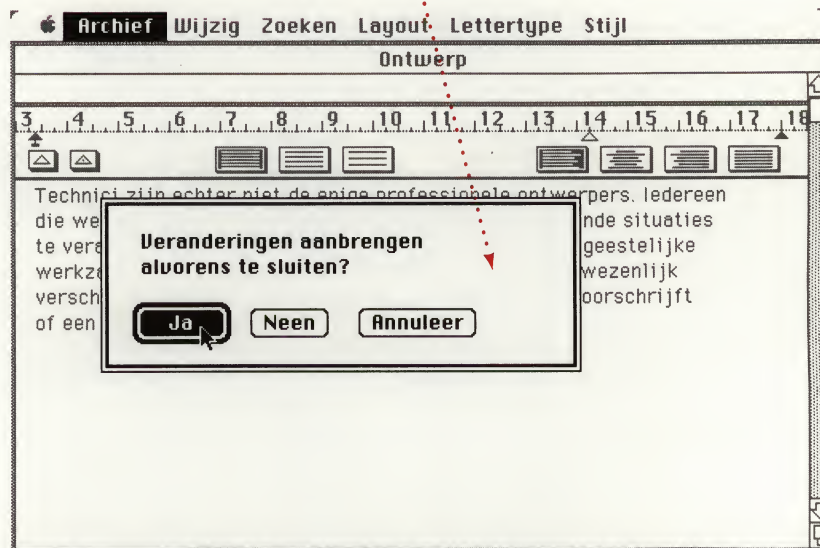 Archief Wijzig Zoeken Layout Lettertype Stijl
Ontwerp
3 4 5 6 7 8 9 10 11 12 13 14 15 16 17 18
Technici zijn echter niet de enige professionele ontwerpers. Iedereen
die we nde situaties
te vera geestelijke
werkza wezenlijk
versch oorschrift
of een
Veranderingen aanbrengen
alvorens te sluiten?
Ja Neen Annuleer